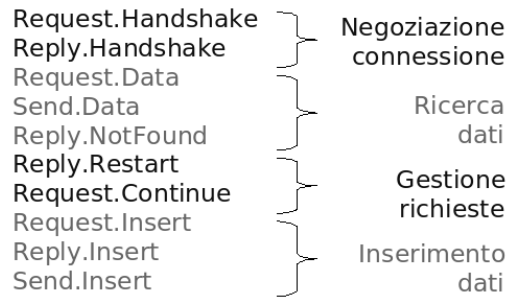 Request.Handshake
Reply.Handshake
Negoziazione
connessione
Request.Data
Send.Data
Reply.NotFound
Ricerca
dati
Reply.Restart
Request.Continue
Gestione
richieste
Request.Insert
Reply.Insert
Send.Insert
Inserimento
dati